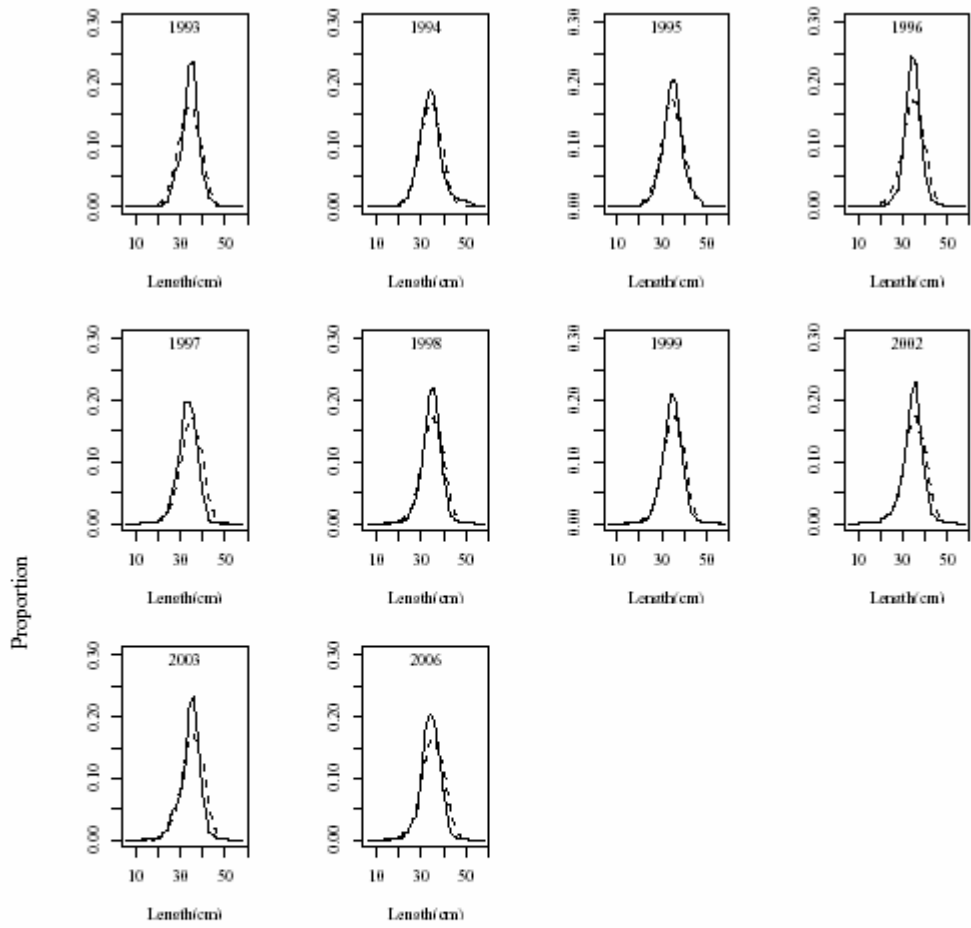 1993 1994 1995 1996
0.00 0.10 0.20 0.30 0.00 0.10 0.20 0.30 0.00 0.10 0.20 0.30 0.00 0.10 0.20 0.30
10 30 50 10 30 50 10 30 50 10 30 50
Length(cm) Length(cm) Length(cm) Length(cm)
1997 1998 1999 2002
0.00 0.10 0.20 0.30 0.00 0.10 0.20 0.30 0.00 0.10 0.20 0.30 0.00 0.10 0.20 0.30
10 30 50 10 30 50 10 30 50 10 30 50
Length(cm) Length(cm) Length(cm) Length(cm)
Proportion
2003 2006
0.00 0.10 0.20 0.30 0.00 0.10 0.20 0.30
10 30 50 10 30 50
Length(cm) Length(cm)